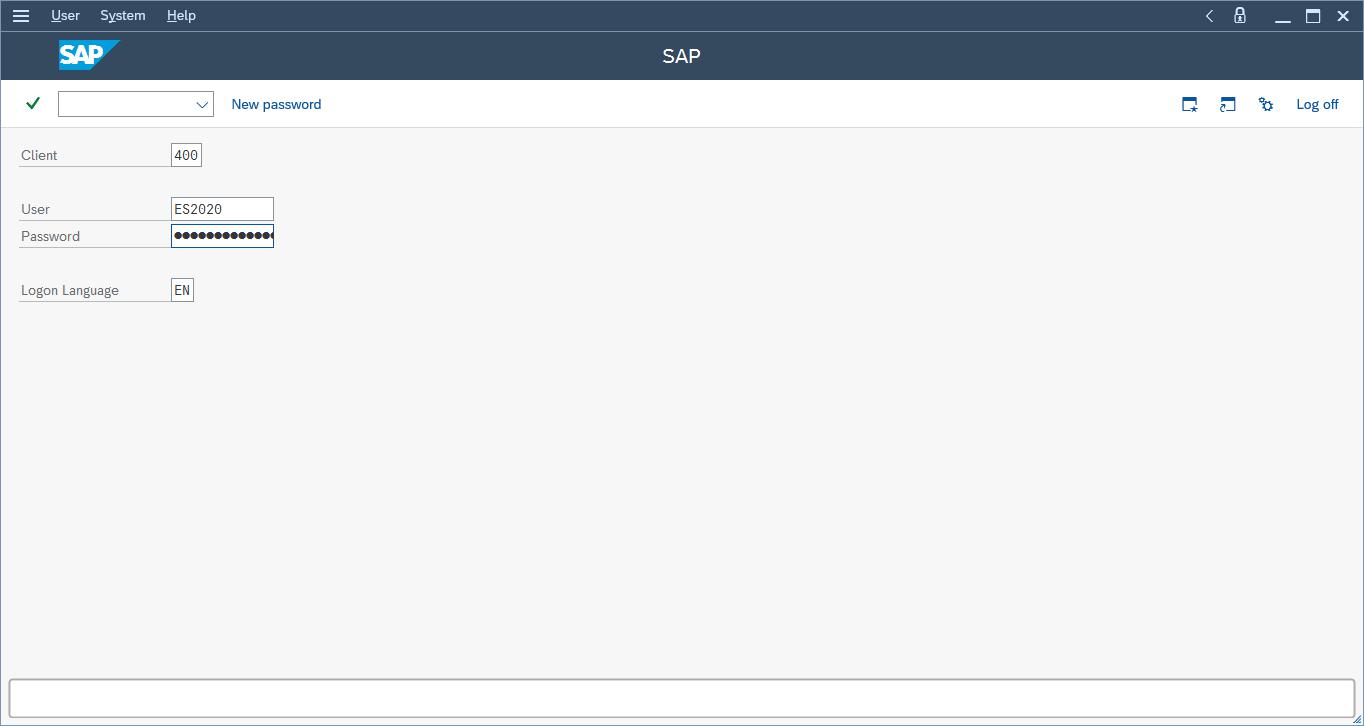 User System Help
SAP
SAP
New password
Log off
Client 400
User ES2020
Password ●●●●●●●●●●●●●
Logon Language EN